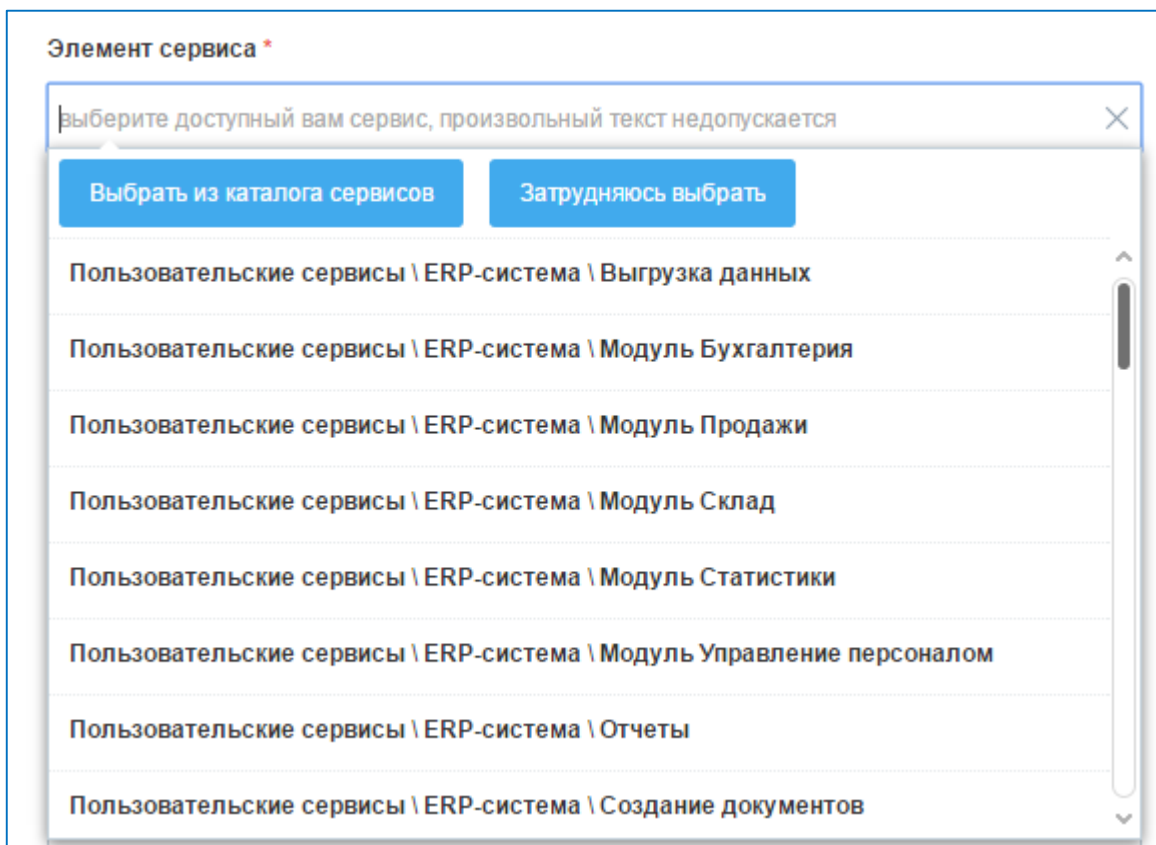 Элемент сервиса *
выберите доступный вам сервис, произвольный текст недопускается
Выбрать из каталога сервисов Затрудняюсь выбрать
Пользовательские сервисы \ ERP-система \ Выгрузка данных
Пользовательские сервисы \ ERP-система \ Модуль Бухгалтерия
Пользовательские сервисы \ ERP-система \ Модуль Продажи
Пользовательские сервисы \ ERP-система \ Модуль Склад
Пользовательские сервисы \ ERP-система \ Модуль Статистики
Пользовательские сервисы \ ERP-система \ Модуль Управление персоналом
Пользовательские сервисы \ ERP-система \ Отчеты
Пользовательские сервисы \ ERP-система \ Создание документов